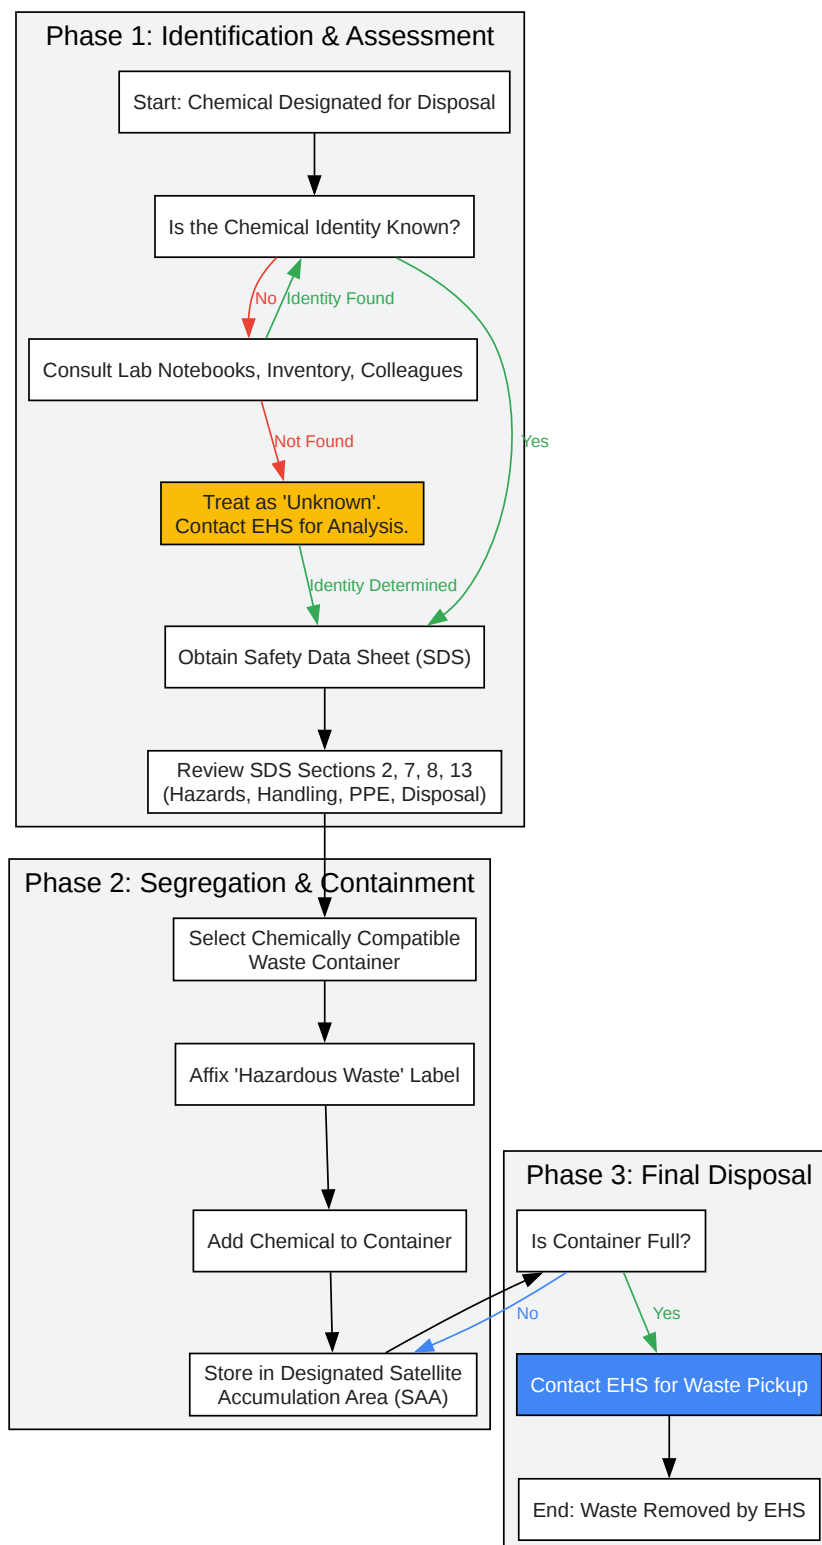 Phase 1: Identification & Assessment
Start: Chemical Designated for Disposal
Is the Chemical Identity Known?
No
Identity Found
Consult Lab Notebooks, Inventory, Colleagues
Not Found
Yes
Treat as 'Unknown'.
Contact EHS for Analysis.
Identity Determined
Obtain Safety Data Sheet (SDS)
Review SDS Sections 2, 7, 8, 13
(Hazards, Handling, PPE, Disposal)
Phase 2: Segregation & Containment
Select Chemically Compatible
Waste Container
Affix 'Hazardous Waste' Label
Add Chemical to Container
Store in Designated Satellite
Accumulation Area (SAA)
Phase 3: Final Disposal
Is Container Full?
No
Yes
Contact EHS for Waste Pickup
End: Waste Removed by EHS